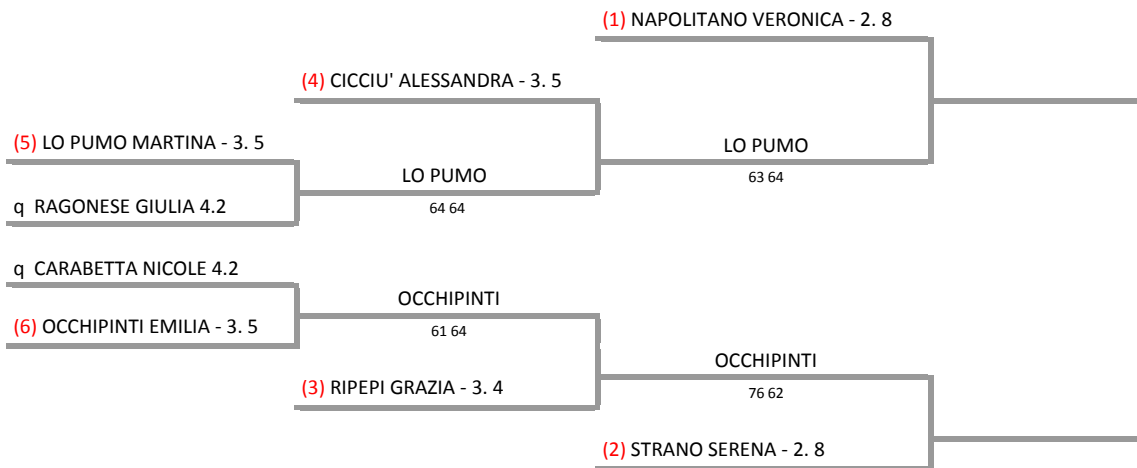 (1) NAPOLITANO VERONICA - 2. 8
(4) CICCIU' ALESSANDRA - 3. 5
(5) LO PUMO MARTINA - 3. 5
LO PUMO
63 64
LO PUMO
64 64
q RAGONESE GIULIA 4.2
q CARABETTA NICOLE 4.2
OCCHIPINTI
61 64
(6) OCCHIPINTI EMILIA - 3. 5
OCCHIPINTI
76 62
(3) RIPEPI GRAZIA - 3. 4
(2) STRANO SERENA - 2. 8